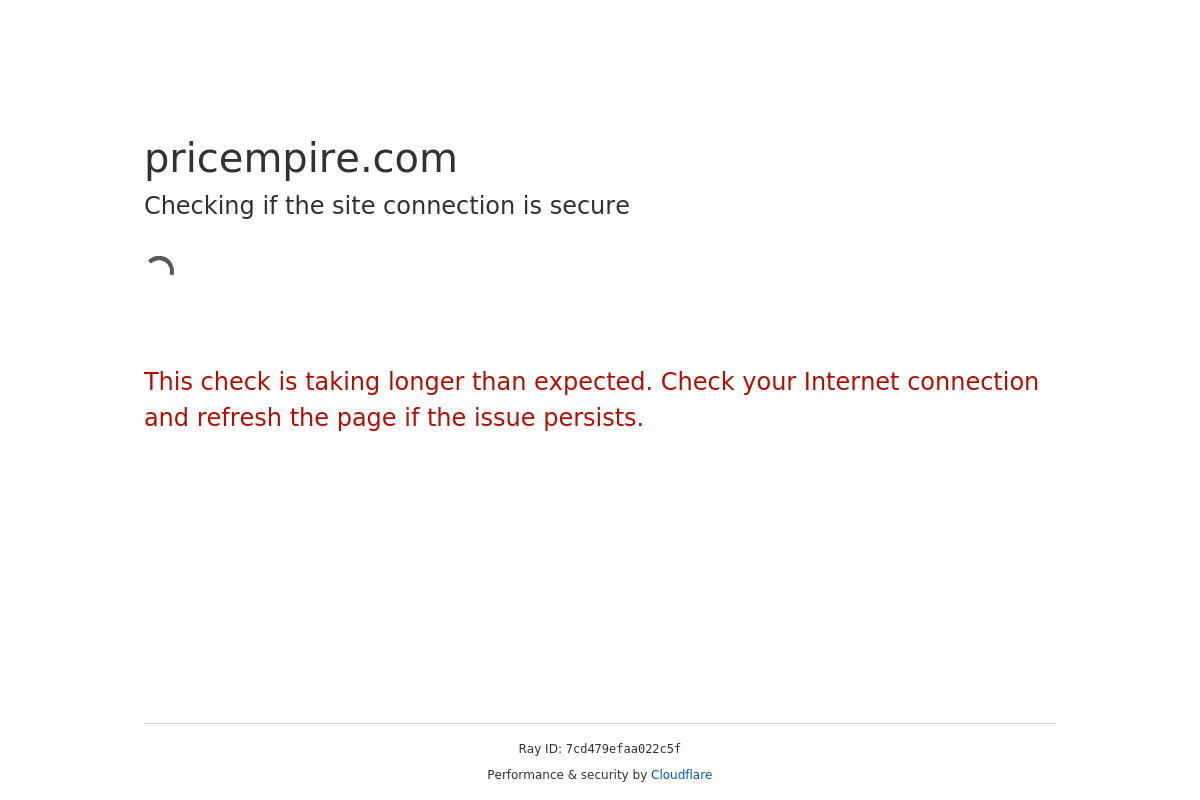 pricempire.com
Checking if the site connection is secure
This check is taking longer than expected. Check your Internet connection
and refresh the page if the issue persists.
Ray ID: 7cd479efaa022c5f
Performance & security by Cloudflare